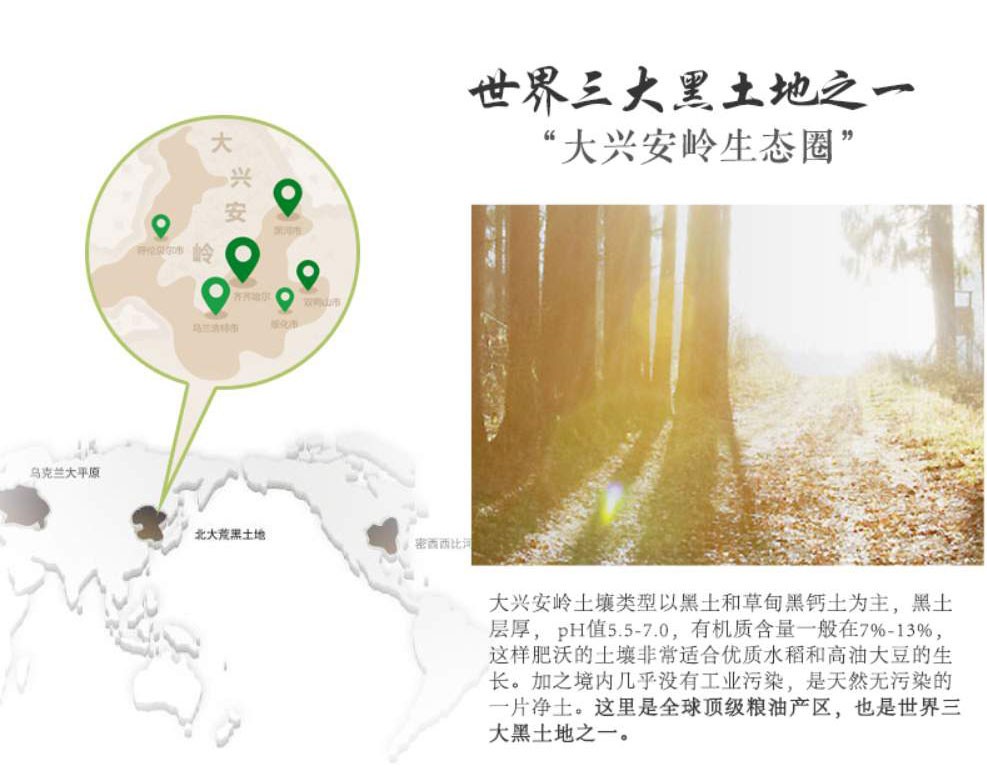 世界三大黑土地之一
“大兴安岭生态圈”
大
兴
安
岭
黑河市
呼伦贝尔市
齐齐哈尔
双鸭山市
乌兰浩特市
绥化市
乌克兰大平原
北大荒黑土地
密西西比河
大兴安岭土壤类型以黑土和草甸黑钙土为主，黑土
层厚， pH值5.5-7.0，有机质含量一般在7%-13%，
这样肥沃的土壤非常适合优质水稻和高油大豆的生
长。加之境内几乎没有工业污染，是天然无污染的
一片净土。这里是全球顶级粮油产区，也是世界三
大黑土地之一。